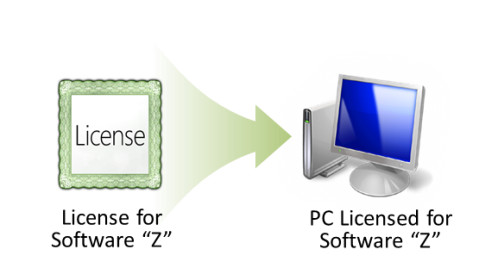 License
License for
Software “Z”
PC Licensed for
Software “Z”